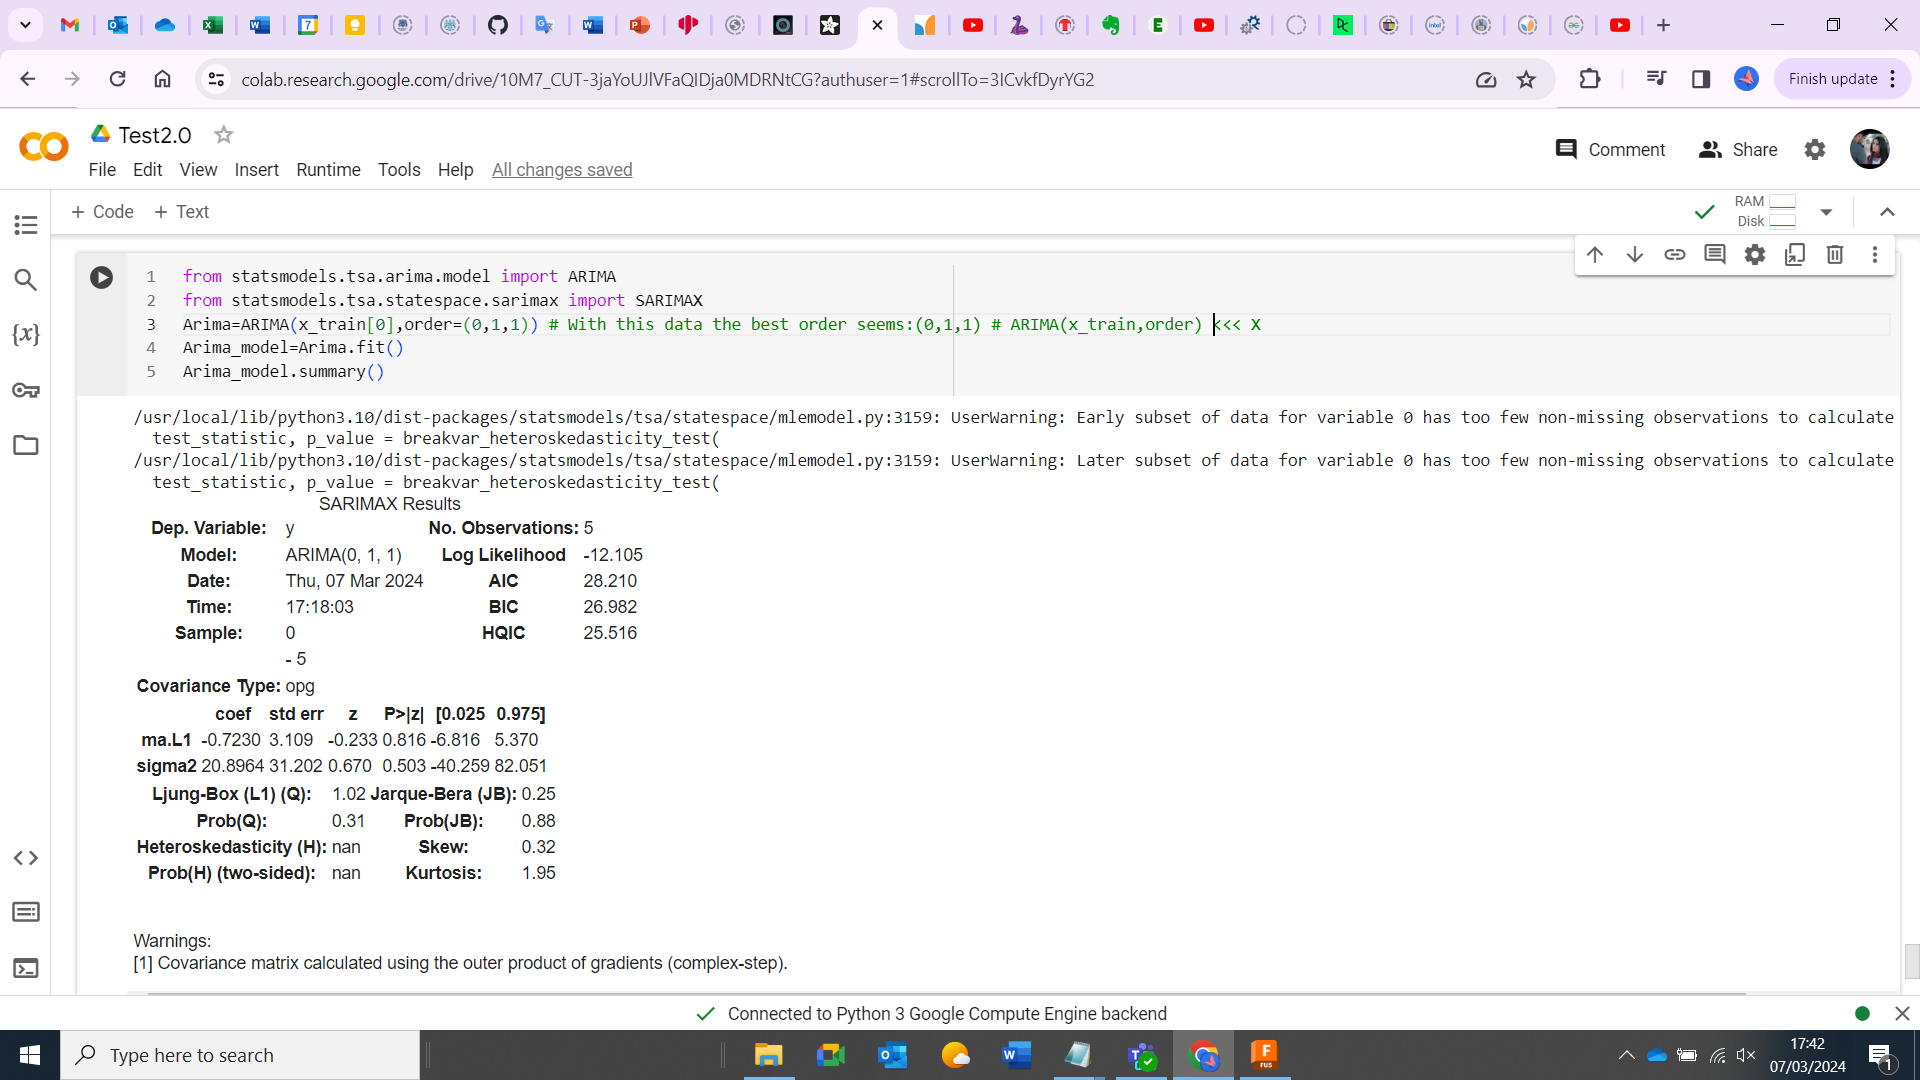 colab.research.google.com/drive/10M7_CUT-3jaYoUJlVFaQIDja0MDRNtCG?authuser=1#scrollTo=3ICvkfDyrYG2
Finish update
Test2.0
File Edit View Insert Runtime Tools Help All changes saved
Comment
Share
+ Code + Text
RAM
Disk
1 from statsmodels.tsa.arima.model import ARIMA
2 from statsmodels.tsa.statespace.sarimax import SARIMAX
3 Arima=ARIMA(x_train[0],order=(0,1,1)) # With this data the best order seems:(0,1,1) # ARIMA(x_train,order) <<< X
4 Arima_model=Arima.fit()
5 Arima_model.summary()
/usr/local/lib/python3.10/dist-packages/statsmodels/tsa/statespace/mlemodel.py:3159: UserWarning: Early subset of data for variable 0 has too few non-missing observations to calculate
test_statistic, p_value = breakvar_heteroskedasticity_test(
/usr/local/lib/python3.10/dist-packages/statsmodels/tsa/statespace/mlemodel.py:3159: UserWarning: Later subset of data for variable 0 has too few non-missing observations to calculate
test_statistic, p_value = breakvar_heteroskedasticity_test(
SARIMAX Results
Dep. Variable: y No. Observations: 5
Model: ARIMA(0, 1, 1) Log Likelihood -12.105
Date: Thu, 07 Mar 2024 AIC 28.210
Time: 17:18:03 BIC 26.982
Sample: 0 HQIC 25.516
- 5
Covariance Type: opg
coef std err z P>|z| [0.025 0.975]
ma.L1 -0.7230 3.109 -0.233 0.816 -6.816 5.370
sigma2 20.8964 31.202 0.670 0.503 -40.259 82.051
Ljung-Box (L1) (Q): 1.02 Jarque-Bera (JB): 0.25
Prob(Q): 0.31 Prob(JB): 0.88
Heteroskedasticity (H): nan Skew: 0.32
Prob(H) (two-sided): nan Kurtosis: 1.95
Warnings:
[1] Covariance matrix calculated using the outer product of gradients (complex-step).
Connected to Python 3 Google Compute Engine backend
Type here to search
17:42
07/03/2024
1